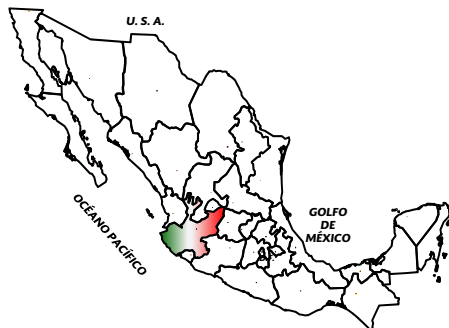 U. S. A.
OCÉANO PACÍFICO
GOLFO
DE
MÉXICO